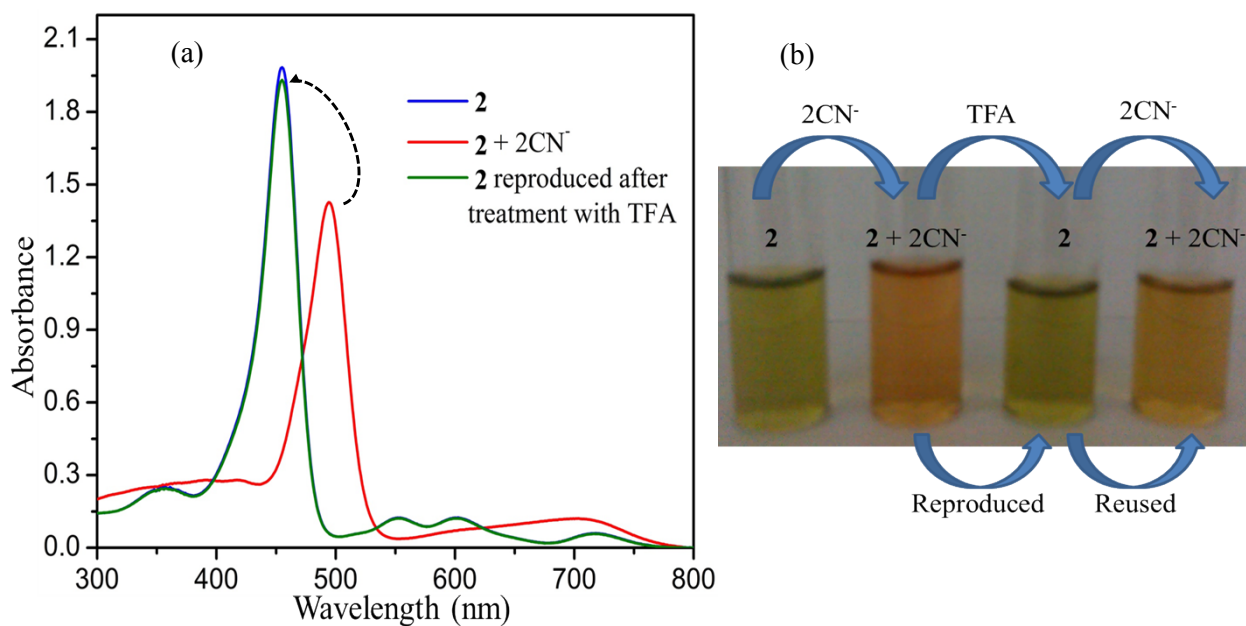 (a)
2.1
1.8
1.5
1.2
0.9
0.6
0.3
0.0
Absorbance
300
400
500
600
700
800
Wavelength (nm)
2
2 + 2CN⁻
2 reproduced after
treatment with TFA
(b)
2CN⁻
TFA
2CN⁻
2
2 + 2CN⁻
2
2 + 2CN⁻
Reproduced
Reused